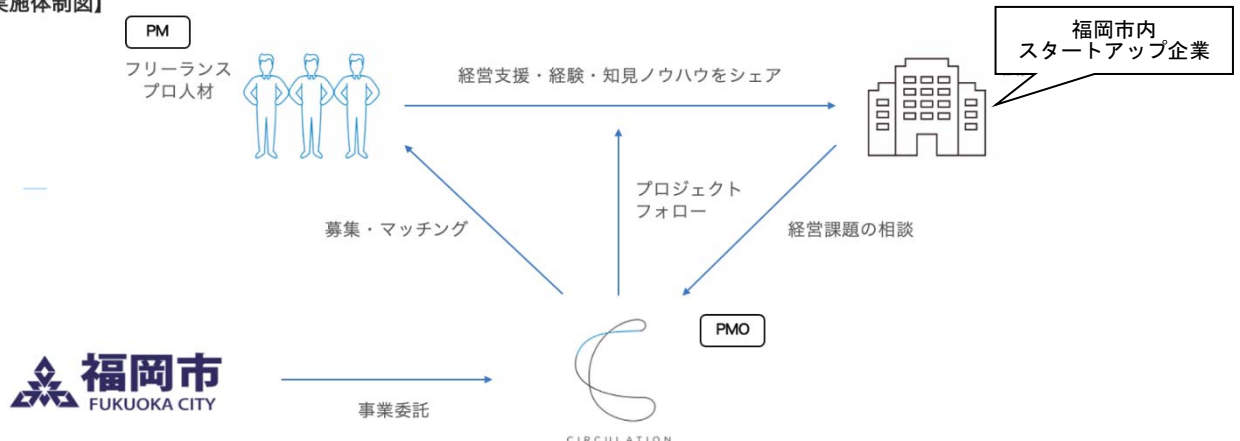 実施体制図】
PM
フリーランス
プロ人材
経営支援・経験・知見ノウハウをシェア
福岡市内
スタートアップ企業
プロジェクト
フォロー
募集・マッチング
経営課題の相談
PMO
福岡市
FUKUOKA CITY
事業委託
CIRCULATION